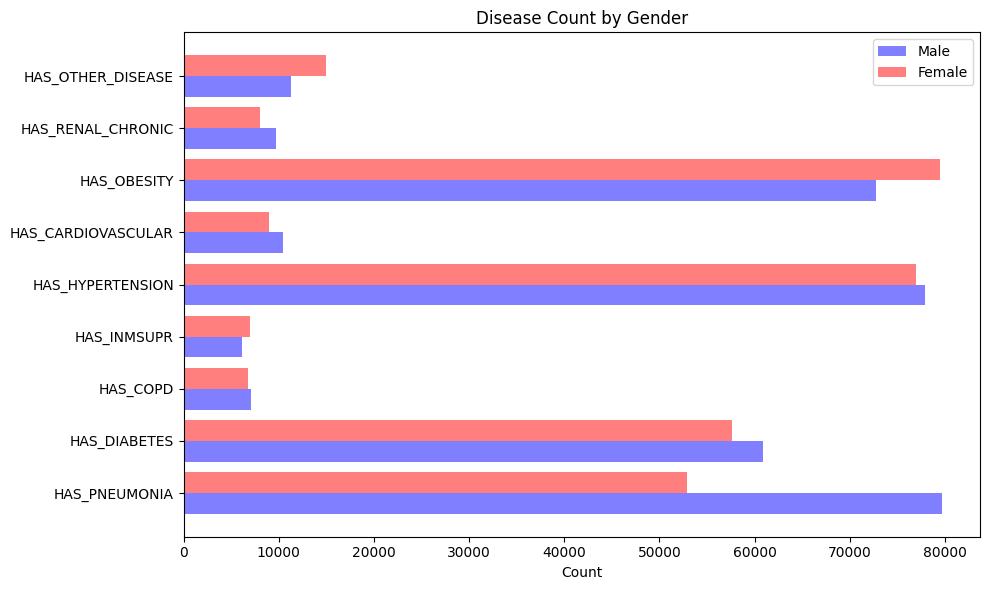 Disease Count by Gender
Male
Female
HAS_OTHER_DISEASE
HAS_RENAL_CHRONIC
HAS_OBESITY
HAS_CARDIOVASCULAR
HAS_HYPERTENSION
HAS_INMSUPR
HAS_COPD
HAS_DIABETES
HAS_PNEUMONIA
0 10000 20000 30000 40000 50000 60000 70000 80000
Count